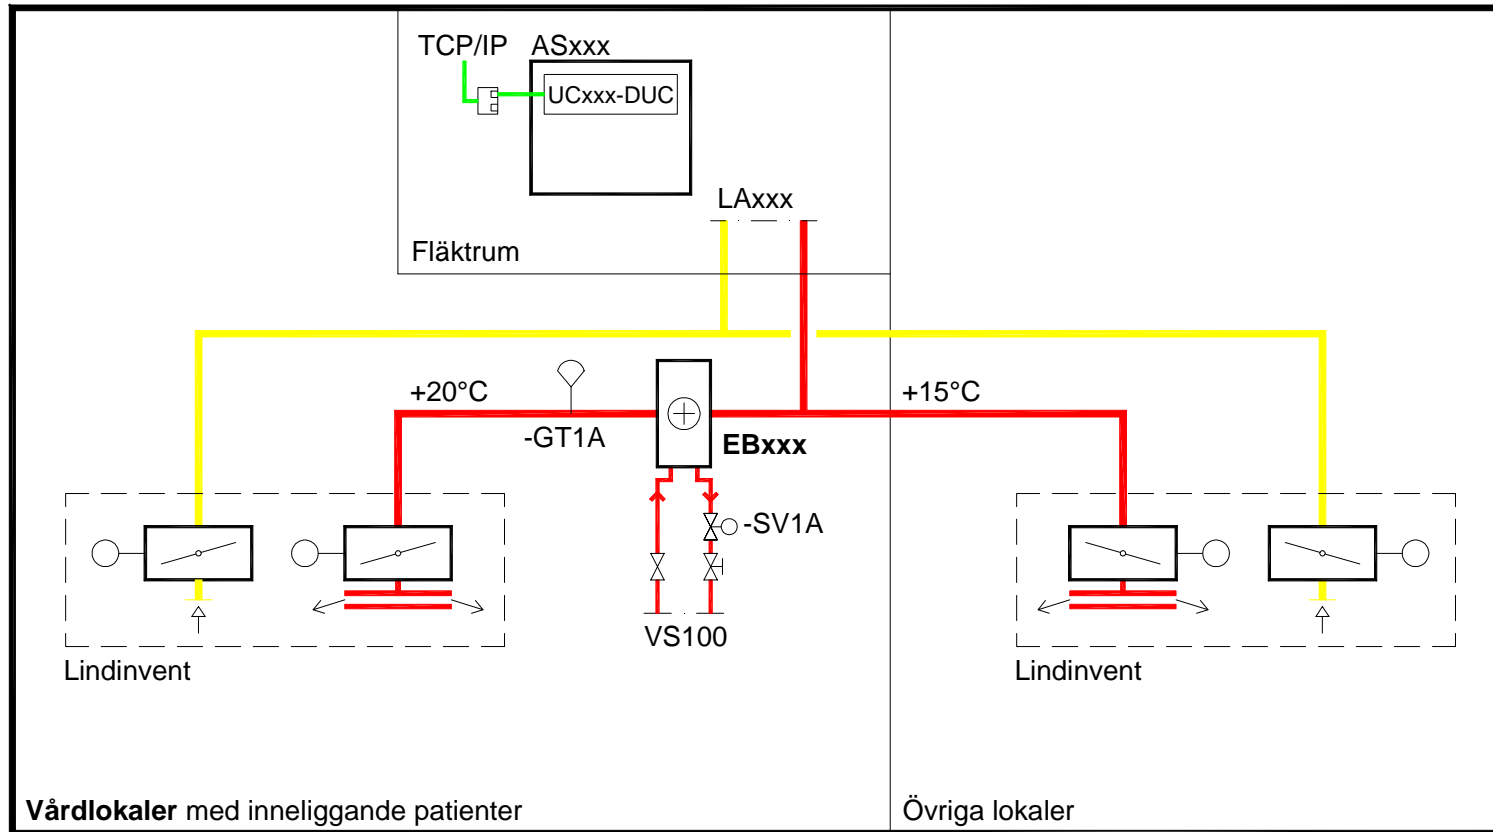 TCP/IP ASxxx
UCxxx-DUC
LAxxx
Fläktrum
+20°C
+15°C
-GT1A
EBxxx
-SV1A
VS100
Lindinvent
Lindinvent
Vårdlokaler med inneliggande patienter
Övriga lokaler